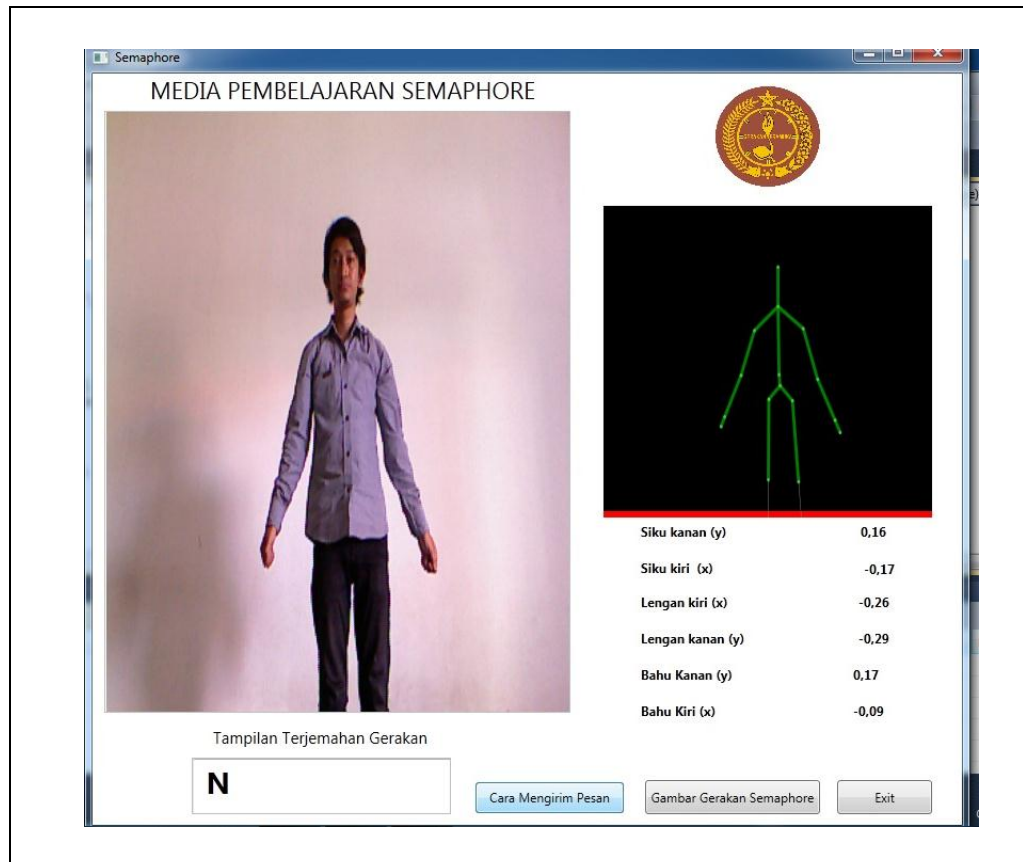 Semaphore
MEDIA PEMBELAJARAN SEMAPHORE
Siku kanan (y) 0,16
Siku kiri (x) -0,17
Lengan kiri (x) -0,26
Lengan kanan (y) -0,29
Bahu Kanan (y) 0,17
Bahu Kiri (x) -0,09
Tampilan Terjemahan Gerakan
N
Cara Mengirim Pesan
Gambar Gerakan Semaphore
Exit